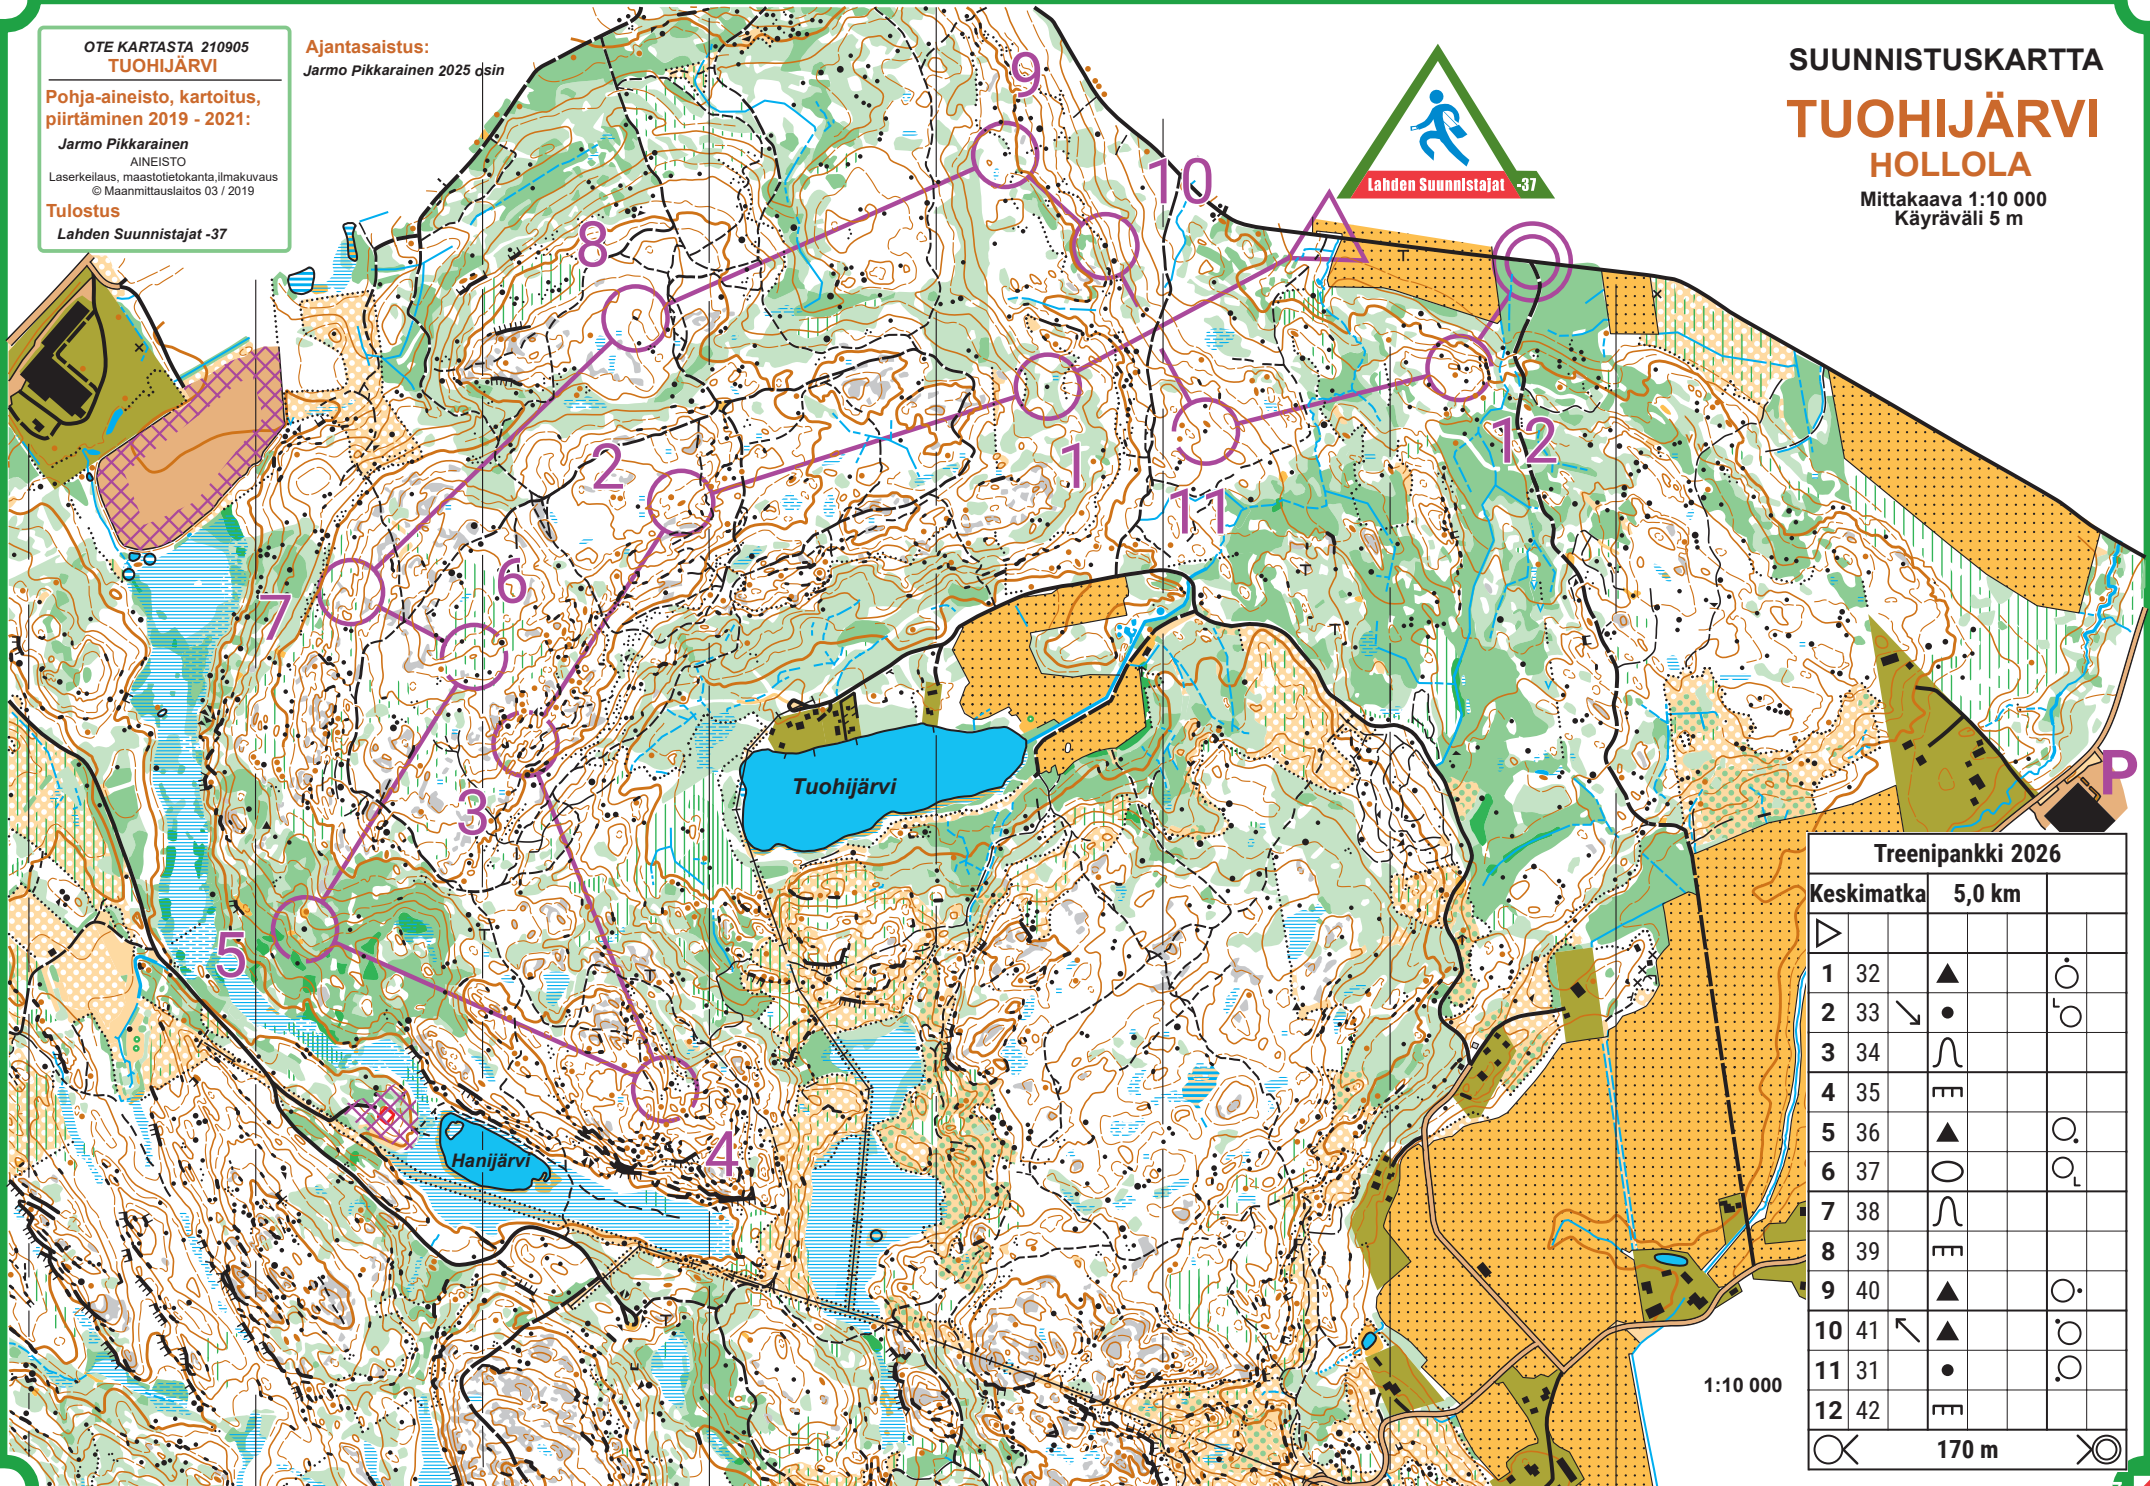 OTE KARTASTA 210905
TUOHIJÄRVI
Pohja-aineisto, kartoitus,
piirtäminen 2019 - 2021:
Jarmo Pikkarainen
AINEISTO
Laserkeilaus, maastotietokanta,ilmakuvaus
© Maanmittauslaitos 03 / 2019
Tulostus
Lahden Suunnistajat -37
Ajantasaistus:
Jarmo Pikkarainen 2025 osin
Lahden Suunnistajat -37
SUUNNISTUSKARTTA
TUOHIJÄRVI
HOLLOLA
Mittakaava 1:10 000
Käyräväli 5 m
9
10
8
2
1
12
11
6
7
3
5
4
Tuohijärvi
Hanijärvi
P
Treenipankki 2026
Keskimatka 5,0 km
1 32
2 33
3 34
4 35
5 36
6 37
7 38
8 39
9 40
10 41
11 31
12 42
170 m
1:10 000